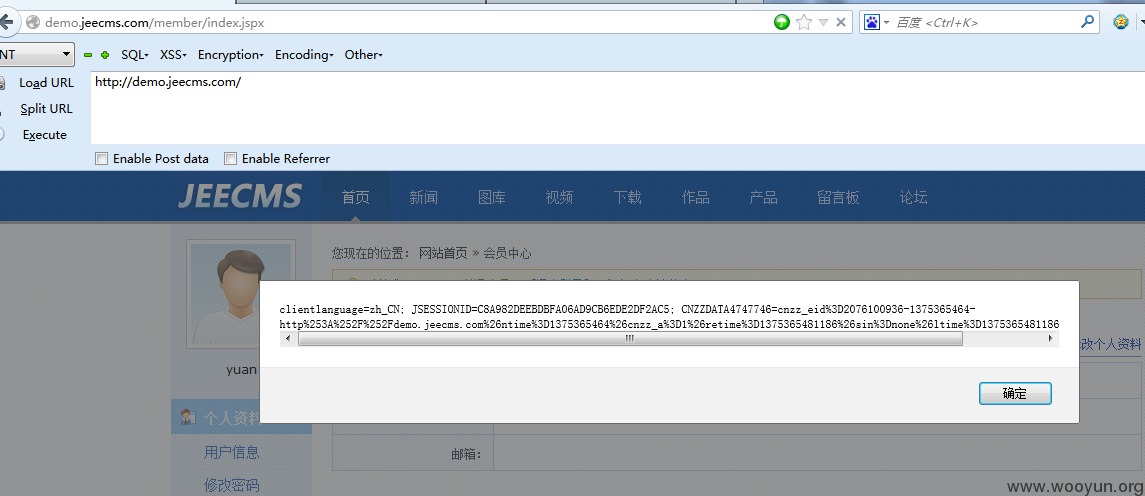 demo.jeecms.com/member/index.jspx
百度 <Ctrl+K>
NT
SQL- XSS- Encryption- Encoding- Other-
Load URL
http://demo.jeecms.com/
Split URL
Execute
Enable Post data Enable Referrer
JEECMS 首页 新闻 图库 视频 下载 作品 产品 留言板 论坛
您现在的位置： 网站首页 » 会员中心
clientlanguage=zh_CN; JSESSIONID=C8A982DEEBDBFA06AD9CB6EDE2DF2AC5; CNZZDATA4747746=cnzz_eid%3D2076100936-1375365464-
http%253A%252F%252Fdemo.jeecms.com%26ntime%3D1375365464%26cnzz_a%3D1%26retime%3D1375365481186%26sin%3Dnone%26ltime%3D1375365481186
改个人资料
yuan
确定
个人资料
邮箱：
用户信息
修改密码
www.wooyun.org